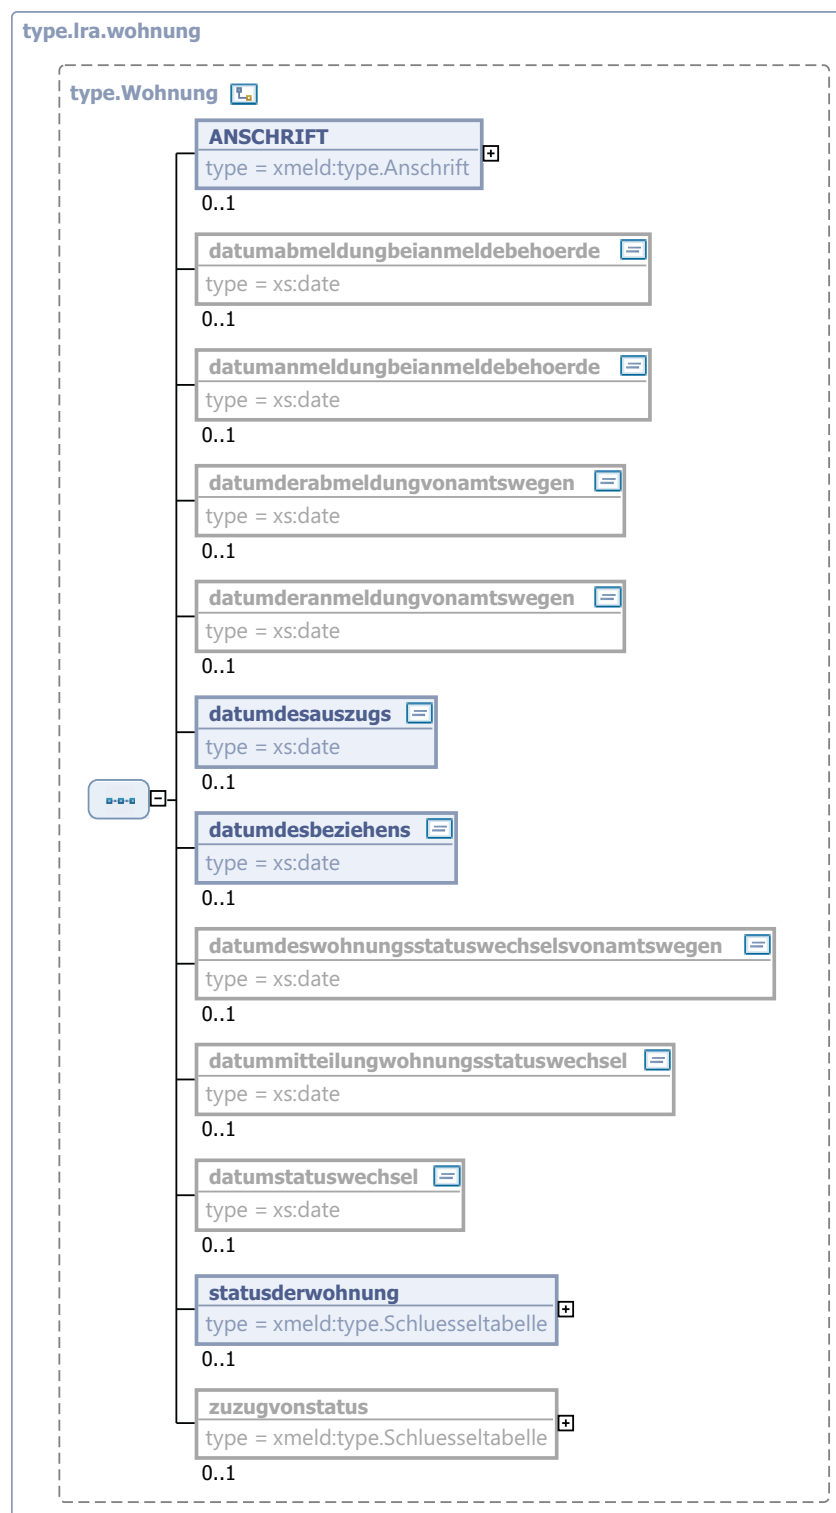 type.lra.wohnung
type.Wohnung
ANSCHRIFT
type = xmeld:type.Anschrift
0..1
datumabmeldungbeianmeldebehoerde
type = xs:date
0..1
datumanmeldungbeianmeldebehoerde
type = xs:date
0..1
datumderabmeldungvonamtswegen
type = xs:date
0..1
datumderanmeldungvonamtswegen
type = xs:date
0..1
datumdesauszugs
type = xs:date
0..1
datumdesbeziehens
type = xs:date
0..1
datumdeswohnungsstatuswechselsvonamtswegen
type = xs:date
0..1
datummitteilungwohnungsstatuswechsel
type = xs:date
0..1
datumstatuswechsel
type = xs:date
0..1
statusderwohnung
type = xmeld:type.Schluesseltabelle
0..1
zuzugvonstatus
type = xmeld:type.Schluesseltabelle
0..1